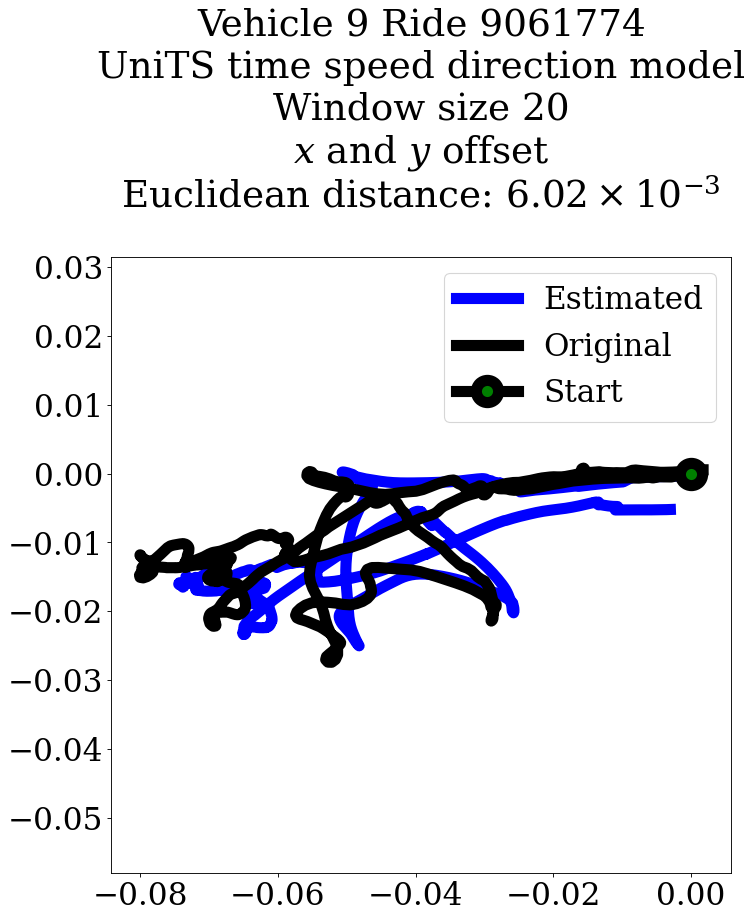 Vehicle 9 Ride 9061774
UniTS time speed direction model
Window size 20
x and y offset
Euclidean distance: 6.02 × 10⁻³
0.03
0.02
0.01
0.00
−0.01
−0.02
−0.03
−0.04
−0.05
Estimated
Original
Start
−0.08 −0.06 −0.04 −0.02 0.00